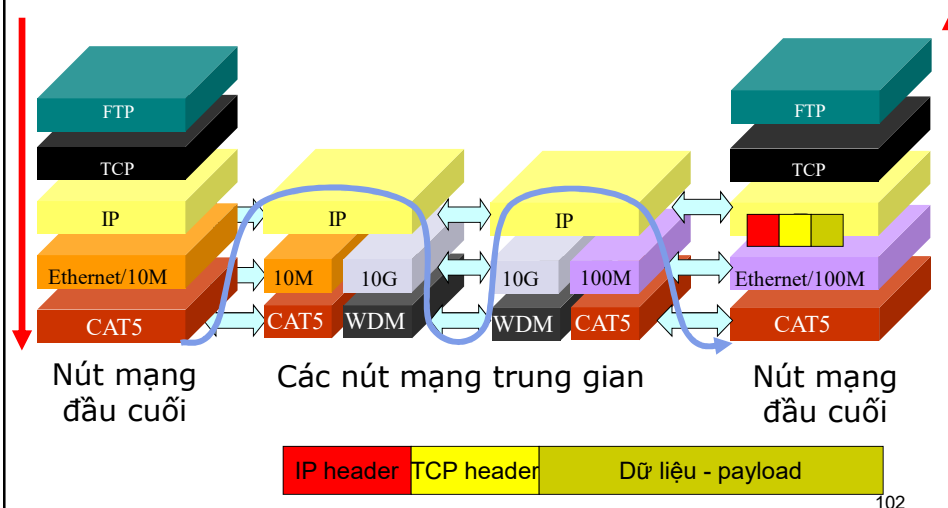 FTP
TCP
IP
Ethernet/10M
CAT5
IP
10M
10G
CAT5
WDM
IP
10G
100M
WDM
CAT5
FTP
TCP
Ethernet/100M
CAT5
Nút mạng
đầu cuối
Các nút mạng trung gian
Nút mạng
đầu cuối
IP header
TCP header
Dữ liệu - payload
102